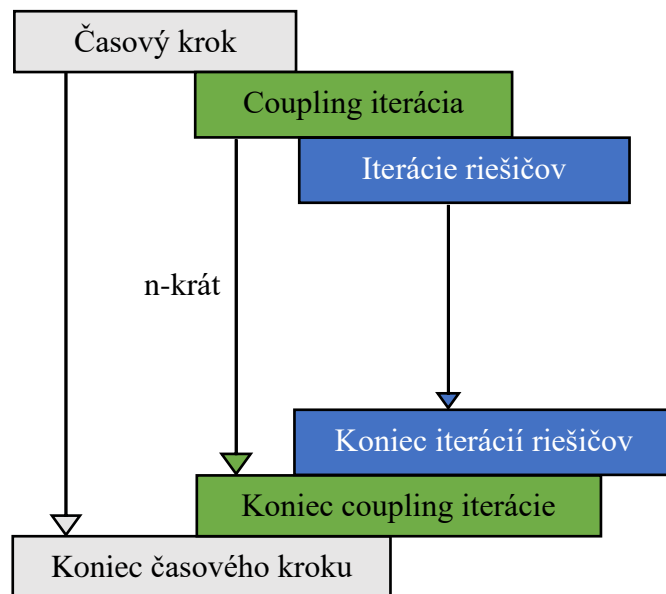 Časový krok
Coupling iterácia
Iterácie riešičov
n-krát
Koniec iterácií riešičov
Koniec coupling iterácie
Koniec časového kroku